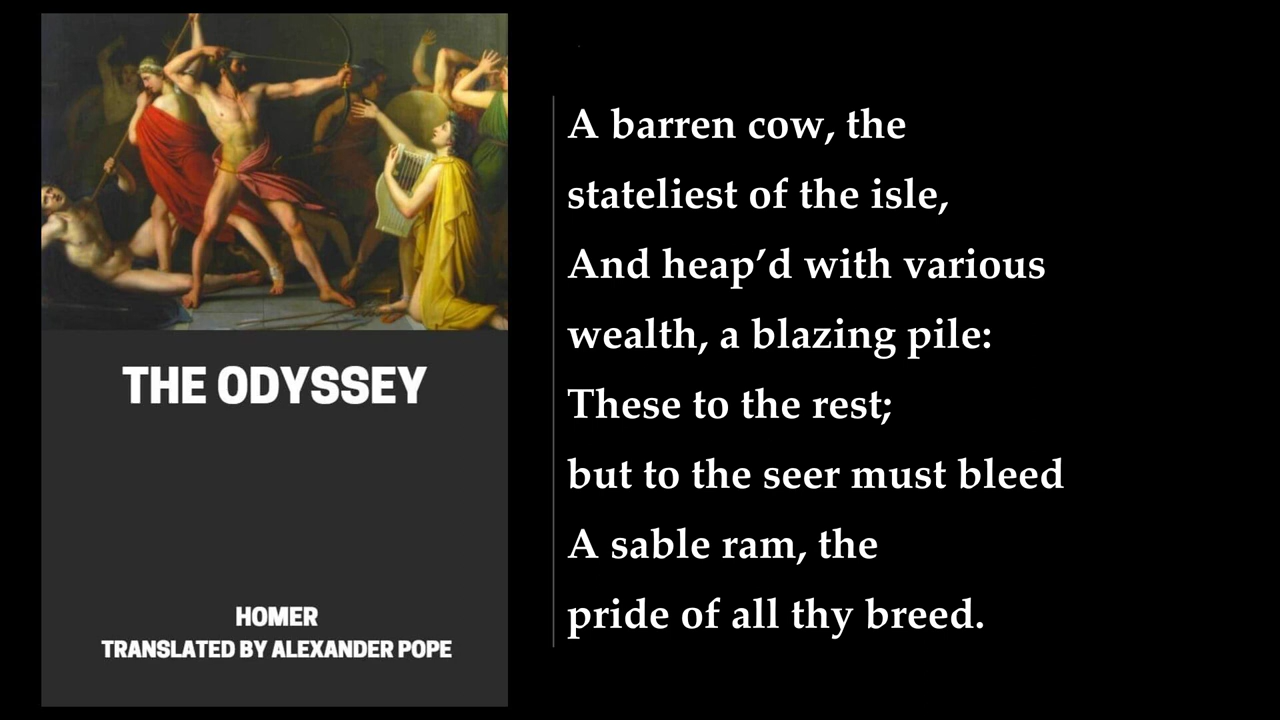 THE ODYSSEY
HOMER
TRANSLATED BY ALEXANDER POPE
A barren cow, the
stateliest of the isle,
And heap’d with various
wealth, a blazing pile:
These to the rest;
but to the seer must bleed
A sable ram, the
pride of all thy breed.